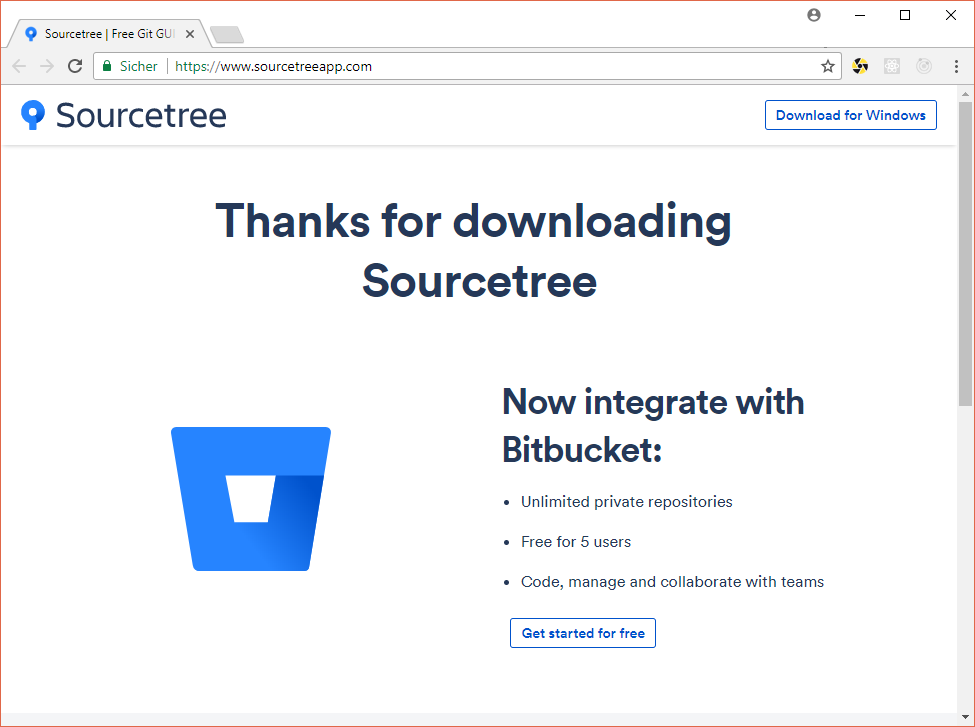 Sourcetree | Free Git GUI
Sicher
https://www.sourcetreeapp.com
Sourcetree
Download for Windows
Thanks for downloading
Sourcetree
Now integrate with
Bitbucket:
• Unlimited private repositories
• Free for 5 users
• Code, manage and collaborate with teams
Get started for free